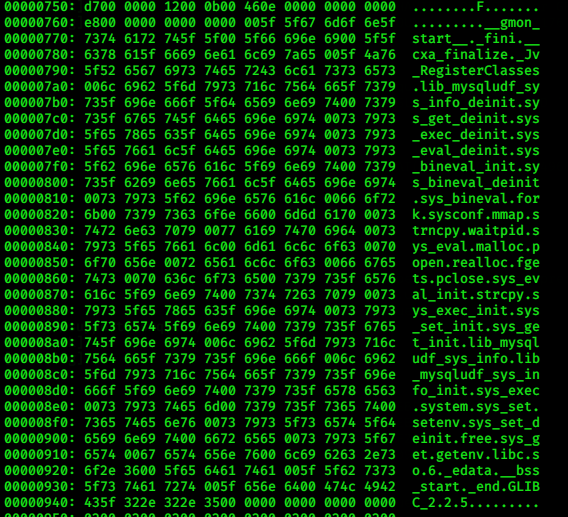 00000750: d700 0000 1200 0b00 460e 0000 0000 0000 ........F.......
00000760: e800 0000 0000 0000 005f 5f67 6d6f 6e5f .........__gmon_
00000770: 7374 6172 745f 5f00 5f66 696e 6900 5f5f start__._fini.__
00000780: 6378 615f 6669 6e61 6c69 7a65 005f 4a76 cxa_finalize._Jv
00000790: 5f52 6567 6973 7465 7243 6c61 7373 6573 _RegisterClasses
000007a0: 006c 6962 5f6d 7973 716c 7564 665f 7379 .lib_mysqludf_sy
000007b0: 735f 696e 666f 5f64 6569 6e69 7400 7379 s_info_deinit.sy
000007c0: 735f 6765 745f 6465 696e 6974 0073 7973 s_get_deinit.sys
000007d0: 5f65 7865 635f 6465 696e 6974 0073 7973 _exec_deinit.sys
000007e0: 5f65 7661 6c5f 6465 696e 6974 0073 7973 _eval_deinit.sys
000007f0: 5f62 696e 6576 616c 5f69 6e69 7400 7379 _bineval_init.sy
00000800: 735f 6269 6e65 7661 6c5f 6465 696e 6974 s_bineval_deinit
00000810: 0073 7973 5f62 696e 6576 616c 0066 6f72 .sys_bineval.for
00000820: 6b00 7379 7363 6f6e 6600 6d6d 6170 0073 k.sysconf.mmap.s
00000830: 7472 6e63 7079 0077 6169 7470 6964 0073 trncpy.waitpid.s
00000840: 7973 5f65 7661 6c00 6d61 6c6c 6f63 0070 ys_eval.malloc.p
00000850: 6f70 656e 0072 6561 6c6c 6f63 0066 6765 open.realloc.fge
00000860: 7473 0070 636c 6f73 6500 7379 735f 6576 ts.pclose.sys_ev
00000870: 616c 5f69 6e69 7400 7374 7263 7079 0073 al_init.strcpy.s
00000880: 7973 5f65 7865 635f 696e 6974 0073 7973 ys_exec_init.sys
00000890: 5f73 6574 5f69 6e69 7400 7379 735f 6765 _set_init.sys_ge
000008a0: 745f 696e 6974 006c 6962 5f6d 7973 716c t_init.lib_mysql
000008b0: 7564 665f 7379 735f 696e 666f 006c 6962 udf_sys_info.lib
000008c0: 5f6d 7973 716c 7564 665f 7379 735f 696e _mysqludf_sys_in
000008d0: 666f 5f69 6e69 7400 7379 735f 6578 6563 fo_init.sys_exec
000008e0: 0073 7973 7465 6d00 7379 735f 7365 7400 .system.sys_set.
000008f0: 7365 7465 6e76 0073 7973 5f73 6574 5f64 setenv.sys_set_d
00000900: 6569 6e69 7400 6672 6565 0073 7973 5f67 einit.free.sys_g
00000910: 6574 0067 6574 656e 7600 6c69 6263 2e73 et.getenv.libc.s
00000920: 6f2e 3600 5f65 6461 7461 005f 5f62 7373 o.6._edata.__bss
00000930: 5f73 7461 7274 005f 656e 6400 474c 4942 _start._end.GLIB
00000940: 435f 322e 322e 3500 0000 0000 0000 0000 C_2.2.5.........